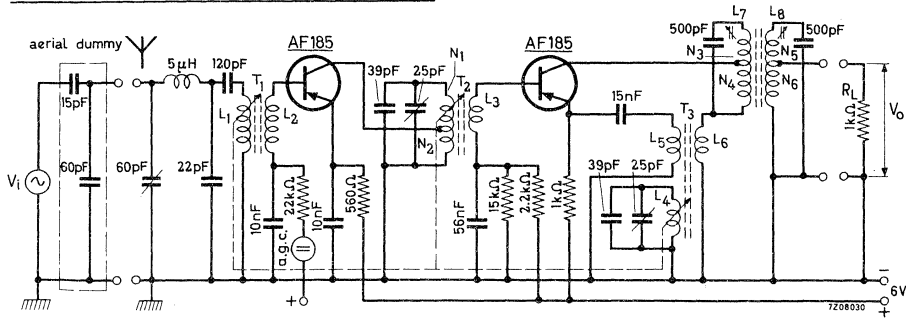 aerial dummy
15pF
60pF
Vi
60pF
5μH
22pF
120pF
L1
T1
L2
AF185
10nF
22kΩ
a.g.c.
+
10nF
560Ω
39pF
25pF
N1
N2
T2
L3
56nF
15kΩ
2.2kΩ
AF185
1kΩ
15nF
39pF
25pF
L5
T3
L6
L4
500pF
N3
N4
L7
L8
N5
N6
500pF
RL
1kΩ
Vo
7Z08030
−
6V
+